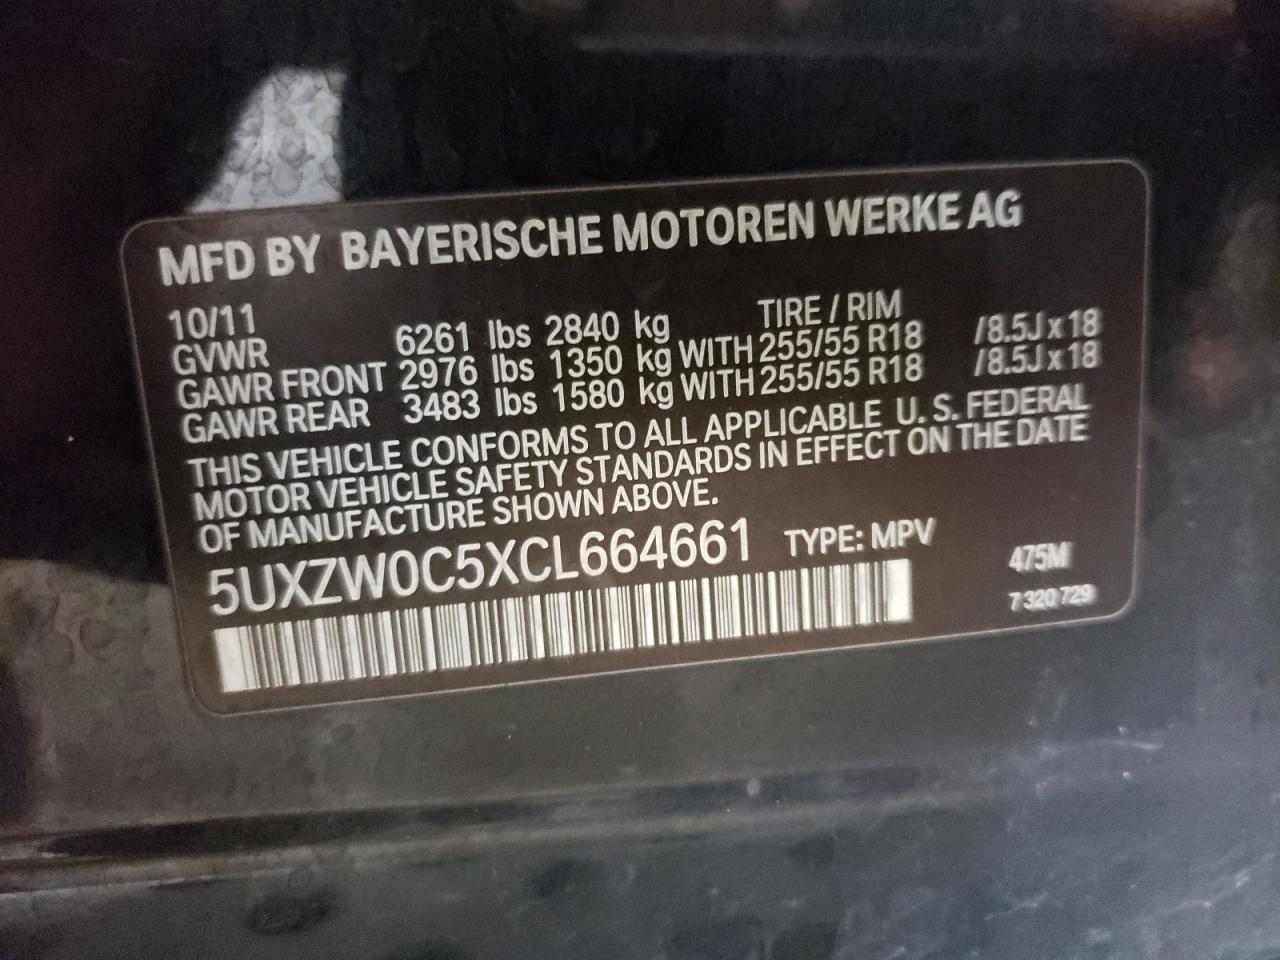 MFD BY BAYERISCHE MOTOREN WERKE AG
10/11 TIRE / RIM
GVWR 6261 lbs 2840 kg
GAWR FRONT 2976 lbs 1350 kg WITH 255/55 R18 /8.5J x 18
GAWR REAR 3483 lbs 1580 kg WITH 255/55 R18 /8.5J x 18
THIS VEHICLE CONFORMS TO ALL APPLICABLE U. S. FEDERAL
MOTOR VEHICLE SAFETY STANDARDS IN EFFECT ON THE DATE
OF MANUFACTURE SHOWN ABOVE.
5UXZW0C5XCL664661 TYPE: MPV
475M
7 320 729